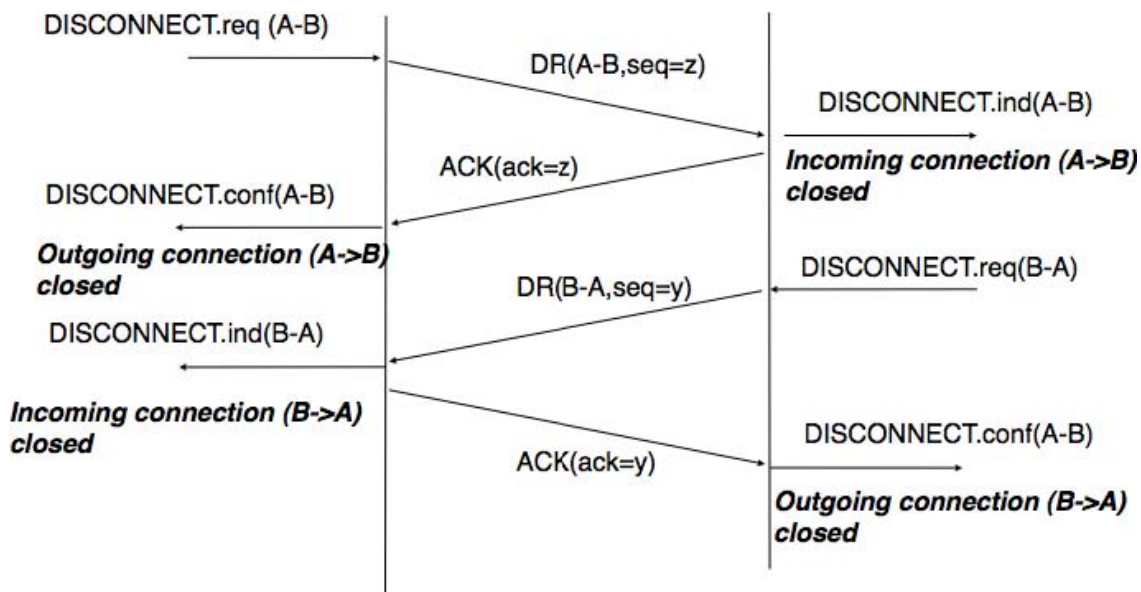 DISCONNECT.req (A-B)
DR(A-B,seq=z)
DISCONNECT.ind(A-B)
Incoming connection (A->B)
closed
ACK(ack=z)
DISCONNECT.conf(A-B)
Outgoing connection (A->B)
closed
DISCONNECT.req(B-A)
DR(B-A,seq=y)
DISCONNECT.ind(B-A)
Incoming connection (B->A)
closed
ACK(ack=y)
DISCONNECT.conf(A-B)
Outgoing connection (B->A)
closed